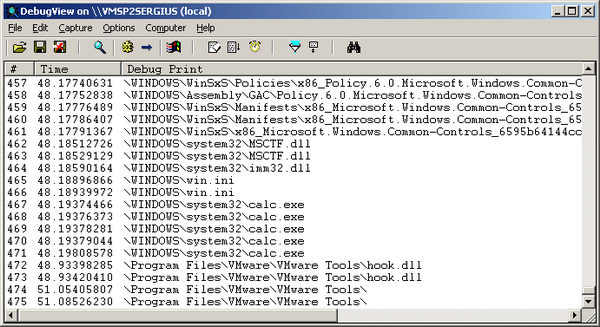 DebugView on \\VMSP2SERGIUS (local)
File Edit Capture Options Computer Help
# Time Debug Print
457 48.17740631 \WINDOWS\WinSxS\Policies\x86_Policy.6.0.Microsoft.Windows.Common-C
458 48.17752838 \WINDOWS\Assembly\GAC\Policy.6.0.Microsoft.Windows.Common-Controls
459 48.17776489 \WINDOWS\WinSxS\Manifests\x86_Microsoft.Windows.Common-Controls_65
460 48.17786407 \WINDOWS\WinSxS\Manifests\x86_Microsoft.Windows.Common-Controls_65
461 48.17791367 \WINDOWS\WinSxS\x86_Microsoft.Windows.Common-Controls_6595b64144cc
462 48.18512726 \WINDOWS\system32\MSCTF.dll
463 48.18529129 \WINDOWS\system32\MSCTF.dll
464 48.18590164 \WINDOWS\system32\imm32.dll
465 48.18896866 \WINDOWS\win.ini
466 48.18939972 \WINDOWS\win.ini
467 48.19374466 \WINDOWS\system32\calc.exe
468 48.19376373 \WINDOWS\system32\calc.exe
469 48.19378281 \WINDOWS\system32\calc.exe
470 48.19379044 \WINDOWS\system32\calc.exe
471 48.19808578 \WINDOWS\system32\calc.exe
472 48.93398285 \Program Files\VMware\VMware Tools\hook.dll
473 48.93420410 \Program Files\VMware\VMware Tools\hook.dll
474 51.05405807 \Program Files\VMware\VMware Tools\
475 51.08526230 \Program Files\VMware\VMware Tools\